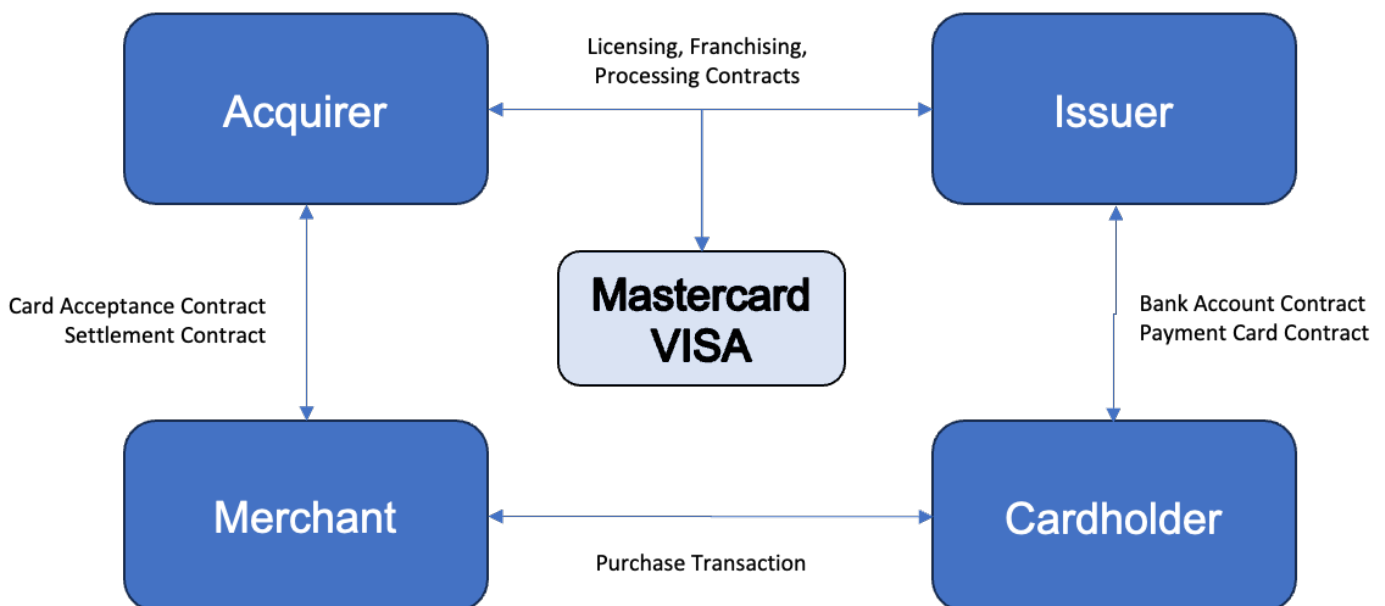 Licensing, Franchising,
Processing Contracts
Acquirer
Issuer
Mastercard
VISA
Card Acceptance Contract
Settlement Contract
Bank Account Contract
Payment Card Contract
Merchant
Cardholder
Purchase Transaction